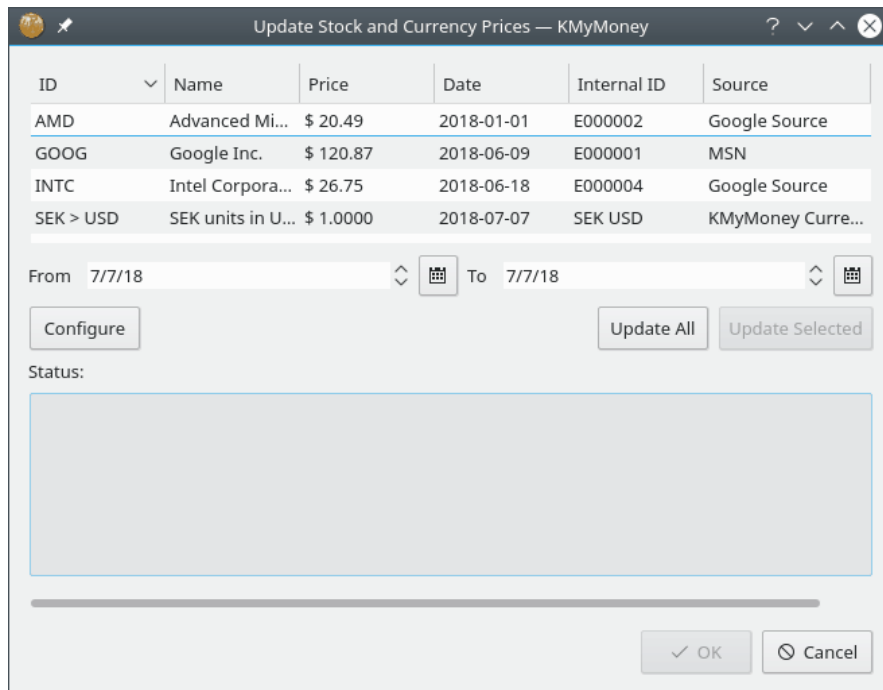 Update Stock and Currency Prices — KMyMoney
ID Name Price Date Internal ID Source
AMD Advanced Mi... $ 20.49 2018-01-01 E000002 Google Source
GOOG Google Inc. $ 120.87 2018-06-09 E000001 MSN
INTC Intel Corpora... $ 26.75 2018-06-18 E000004 Google Source
SEK > USD SEK units in U... $ 1.0000 2018-07-07 SEK USD KMyMoney Curre...
From 7/7/18 To 7/7/18
Configure Update All Update Selected
Status:
OK Cancel